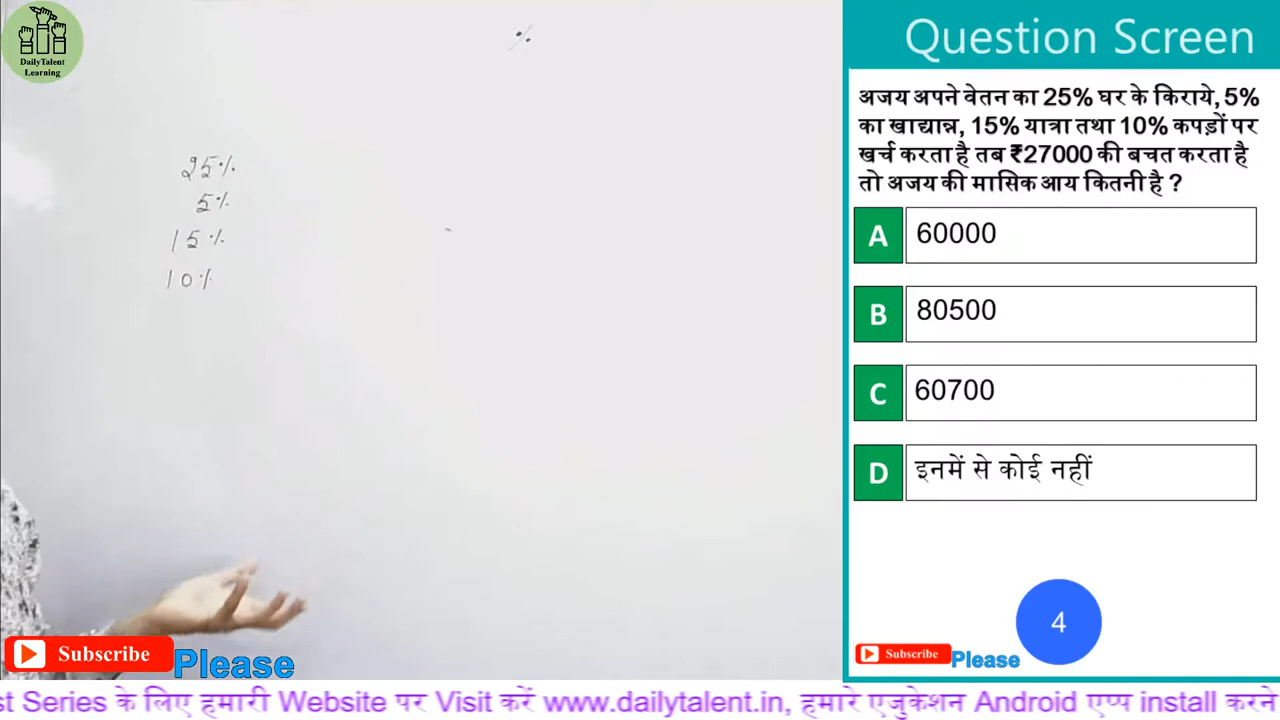 DailyTalent
Learning
%
25%
5%
15%
10%
Question Screen
अजय अपने वेतन का 25% घर के किराये, 5%
का खाद्यान्न, 15% यात्रा तथा 10% कपड़ों पर
खर्च करता है तब ₹27000 की बचत करता है
तो अजय की मासिक आय कितनी है ?
A 60000
B 80500
C 60700
D इनमें से कोई नहीं
4
Subscribe Please
Subscribe Please
st Series के लिए हमारी Website पर Visit करें www.dailytalent.in, हमारे एजुकेशन Android एप्प install करने